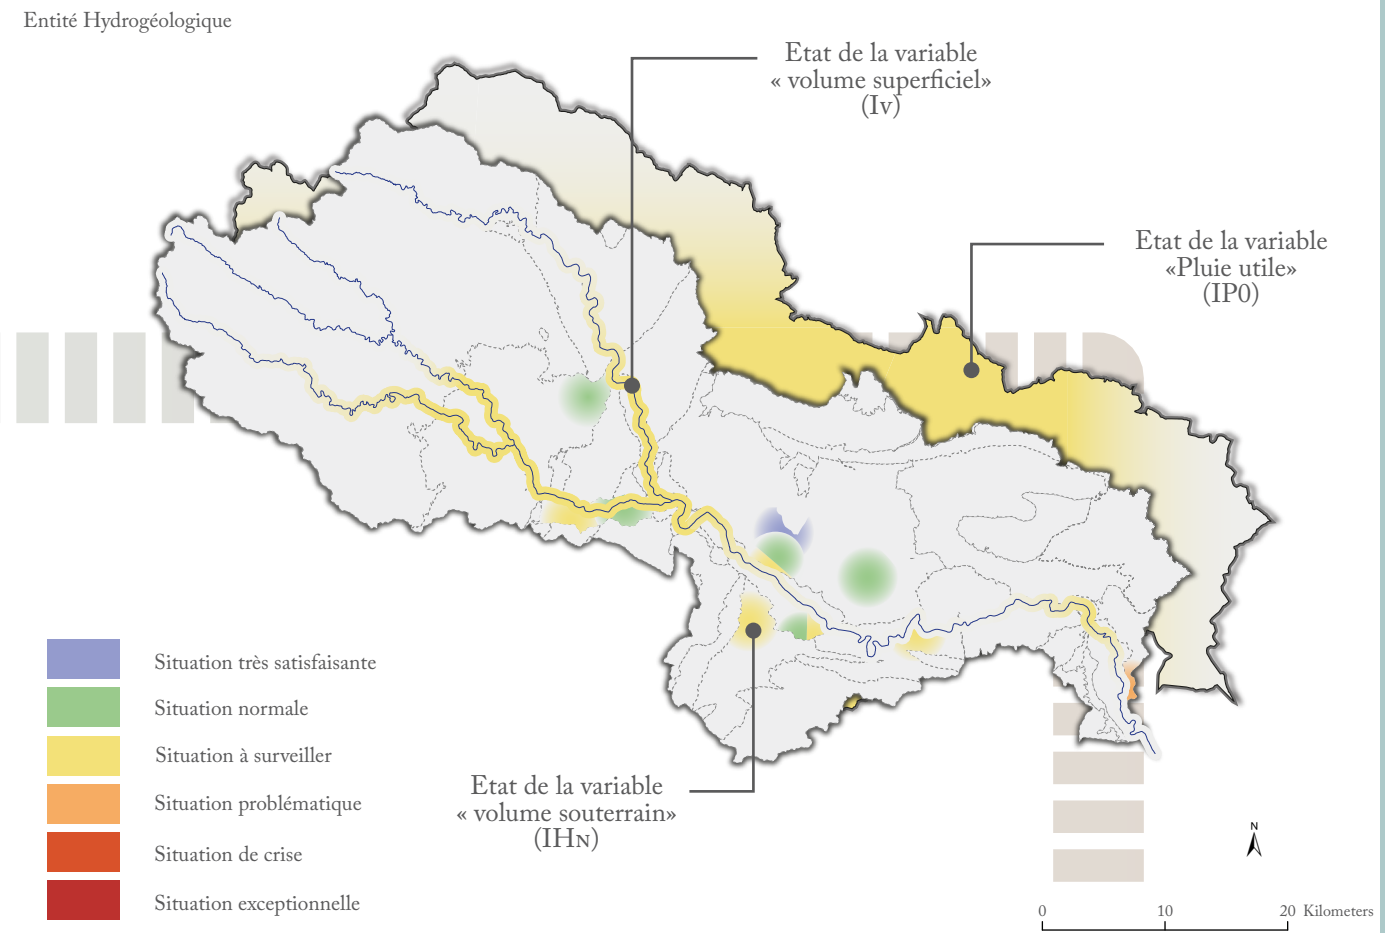 Entité Hydrogéologique
Etat de la variable
« volume superficiel»
(Iv)
Etat de la variable
«Pluie utile»
(IP0)
Situation très satisfaisante
Situation normale
Situation à surveiller
Situation problématique
Situation de crise
Situation exceptionnelle
Etat de la variable
« volume souterrain»
(IHN)
N
0 10 20 Kilometers